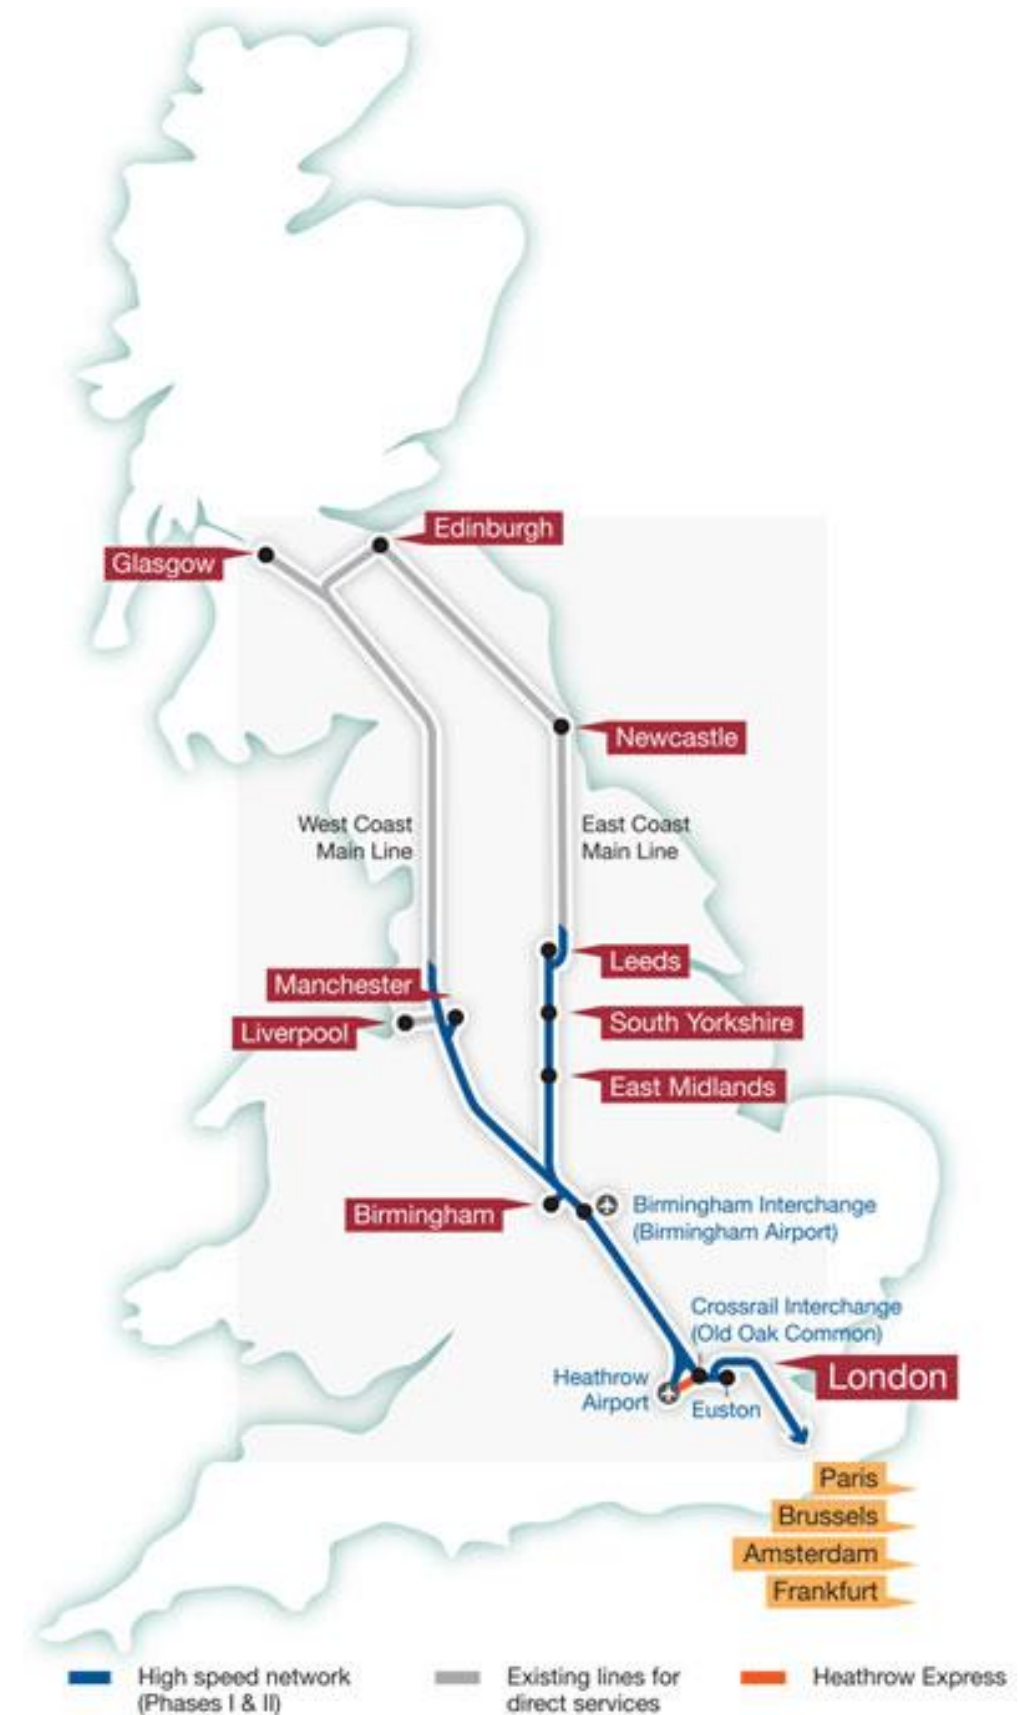 Edinburgh
Glasgow
Newcastle
West Coast
Main Line
East Coast
Main Line
Leeds
Manchester
Liverpool
South Yorkshire
East Midlands
Birmingham
Birmingham Interchange
(Birmingham Airport)
Crossrail Interchange
(Old Oak Common)
London
Heathrow
Airport
Euston
Paris
Brussels
Amsterdam
Frankfurt
High speed network
(Phases I & II)
Existing lines for
direct services
Heathrow Express